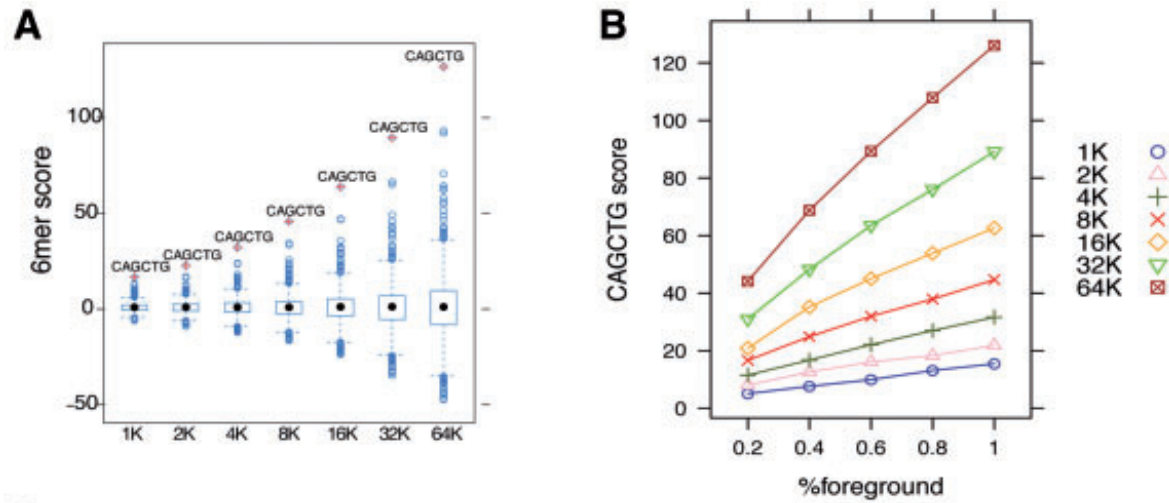 A
6mer score
100
50
0
−50
CAGCTG
CAGCTG
CAGCTG
CAGCTG
CAGCTG
CAGCTG
CAGCTG
1K 2K 4K 8K 16K 32K 64K
B
CAGCTG score
120
100
80
60
40
20
0
0.2 0.4 0.6 0.8 1
%foreground
1K
2K
4K
8K
16K
32K
64K